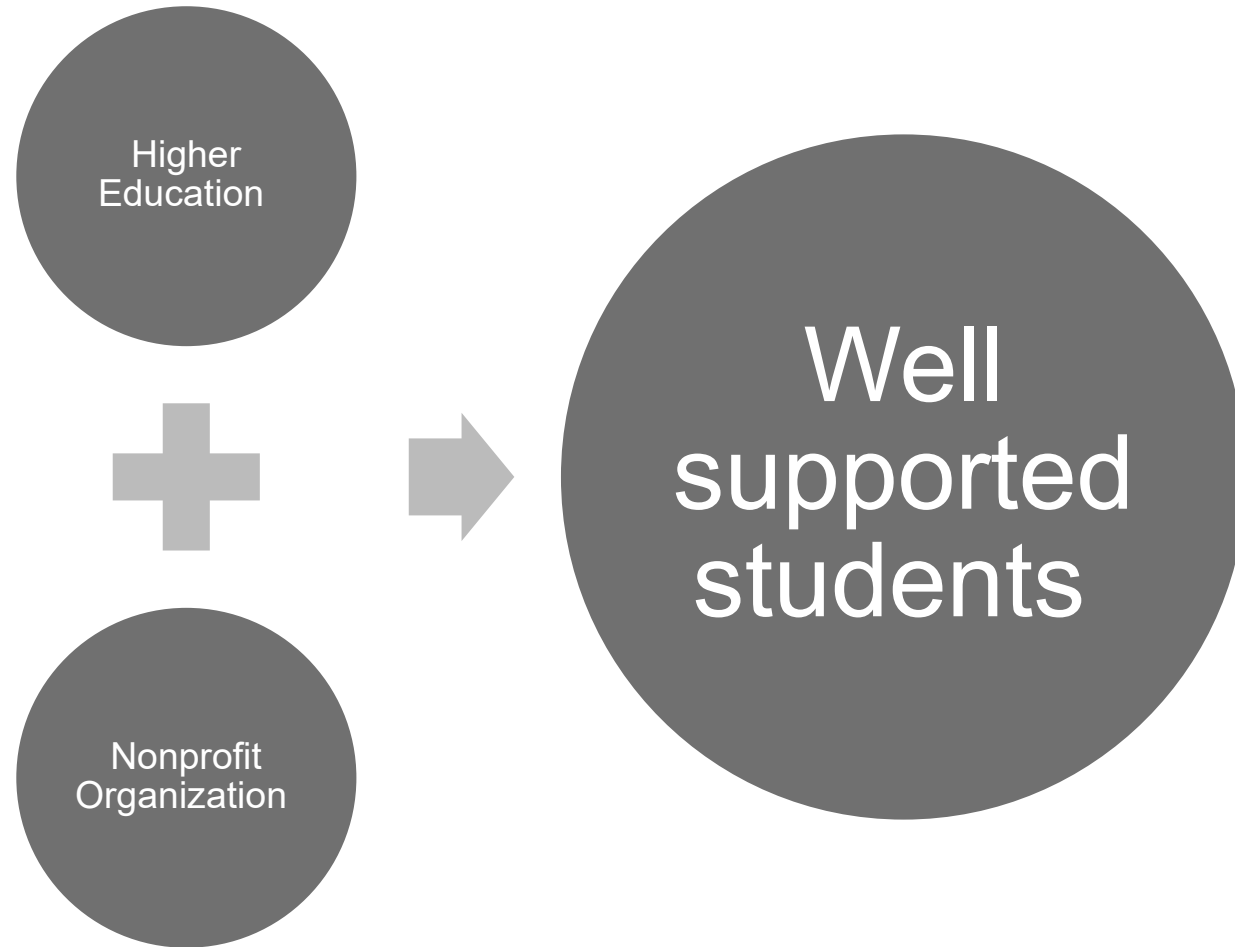 Higher
Education
Nonprofit
Organization
Well
supported
students